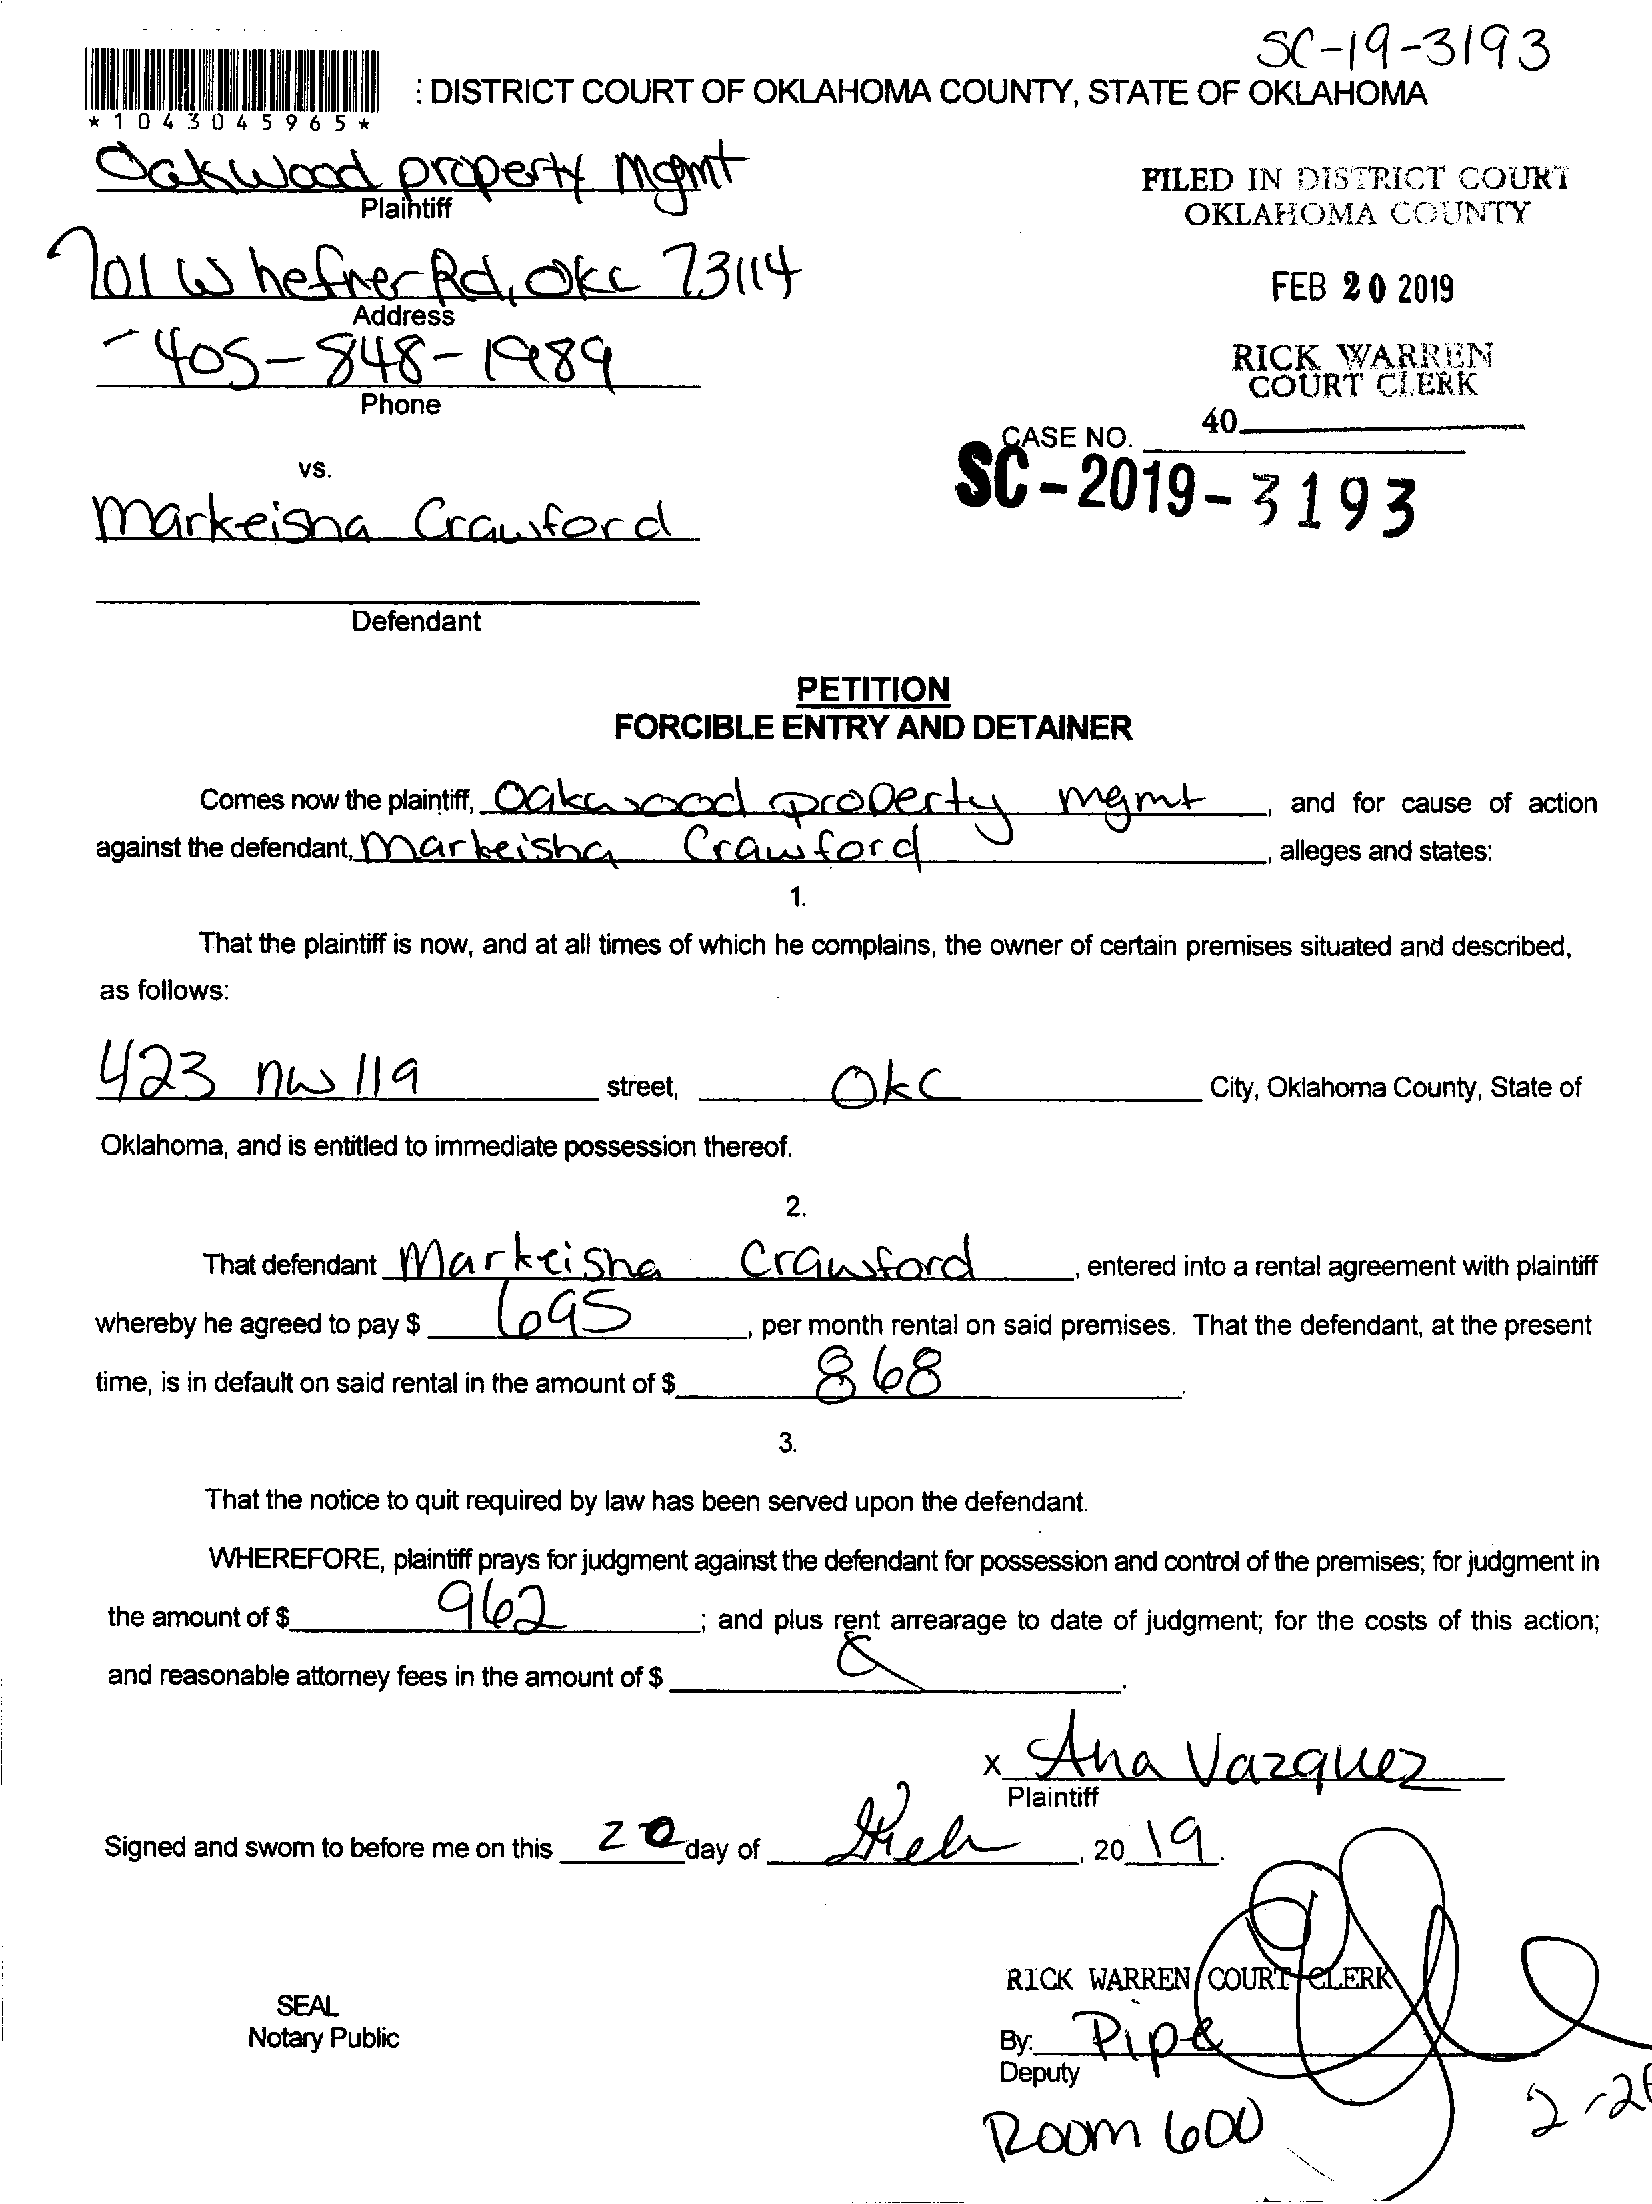 SC-19-3193
: DISTRICT COURT OF OKLAHOMA COUNTY, STATE OF OKLAHOMA
*1043045965*
Oakwood property Mgmt
Plaintiff
FILED IN DISTRICT COURT
OKLAHOMA COUNTY
701 W hefner Rd, OKC 73114
Address
FEB 20 2019
405-848-1989
Phone
RICK WARREN
COURT CLERK
40
CASE NO.
SC-2019-3193
vs.
Markeisha Crawford
Defendant
PETITION
FORCIBLE ENTRY AND DETAINER
Comes now the plaintiff, Oakwood property mgmt, and for cause of action
against the defendant, Markeisha Crawford, alleges and states:
1.
That the plaintiff is now, and at all times of which he complains, the owner of certain premises situated and described,
as follows:
423 nw 119 street, OKC City, Oklahoma County, State of
Oklahoma, and is entitled to immediate possession thereof.
2.
That defendant Markeisha Crawford, entered into a rental agreement with plaintiff
whereby he agreed to pay $ 695, per month rental on said premises. That the defendant, at the present
time, is in default on said rental in the amount of $ 868.
3.
That the notice to quit required by law has been served upon the defendant.
WHEREFORE, plaintiff prays for judgment against the defendant for possession and control of the premises; for judgment in
the amount of $ 962; and plus rent arrearage to date of judgment; for the costs of this action;
and reasonable attorney fees in the amount of $.
x Ana Vazquez
Plaintiff
Signed and sworn to before me on this 20 day of Feb, 2019.
RICK WARREN COURT CLERK
SEAL
Notary Public
By:
Deputy
Room 600